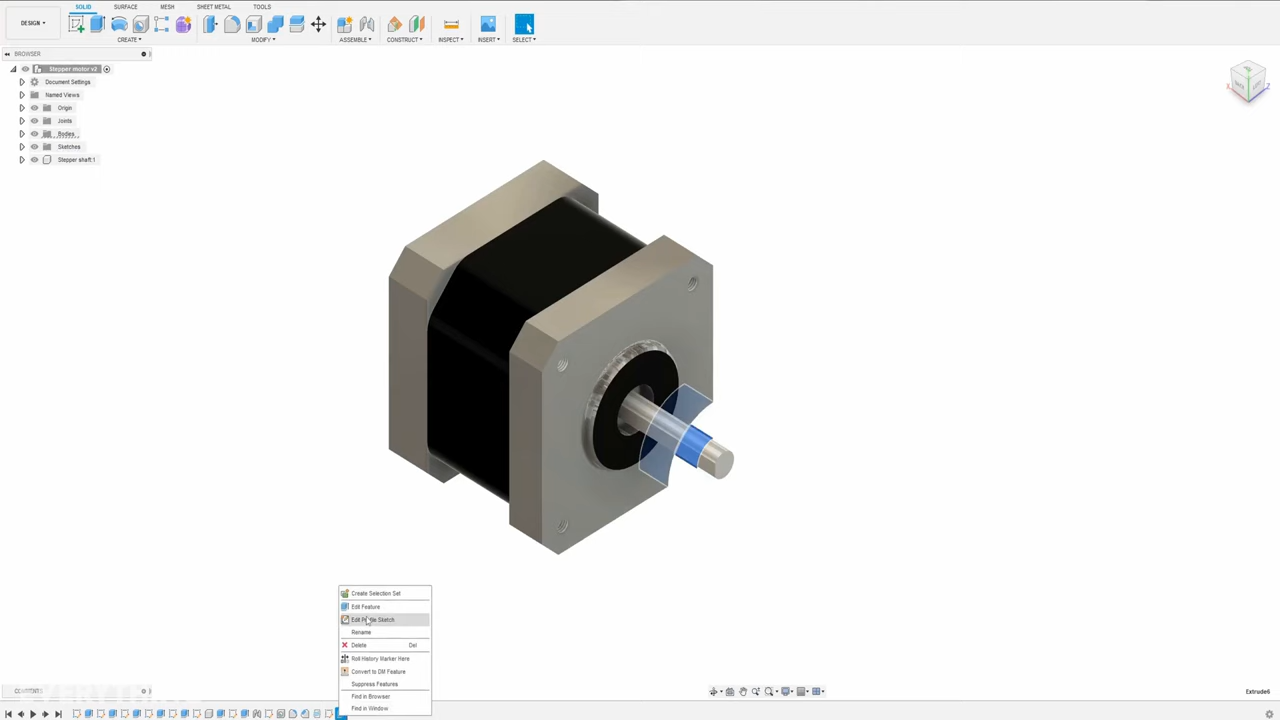 SOLID SURFACE MESH SHEET METAL TOOLS
DESIGN
CREATE MODIFY ASSEMBLE CONSTRUCT INSPECT INSERT SELECT
BROWSER
Stepper motor v2
Document Settings
Named Views
Origin
Joints
Bodies
Sketches
Stepper shaft:1
Create Selection Set
Edit Feature
Edit Profile Sketch
Rename
Delete Del
Roll History Marker Here
Convert to DM Feature
Suppress Features
Find in Browser
Find in Window
COMMENTS
Extrude6